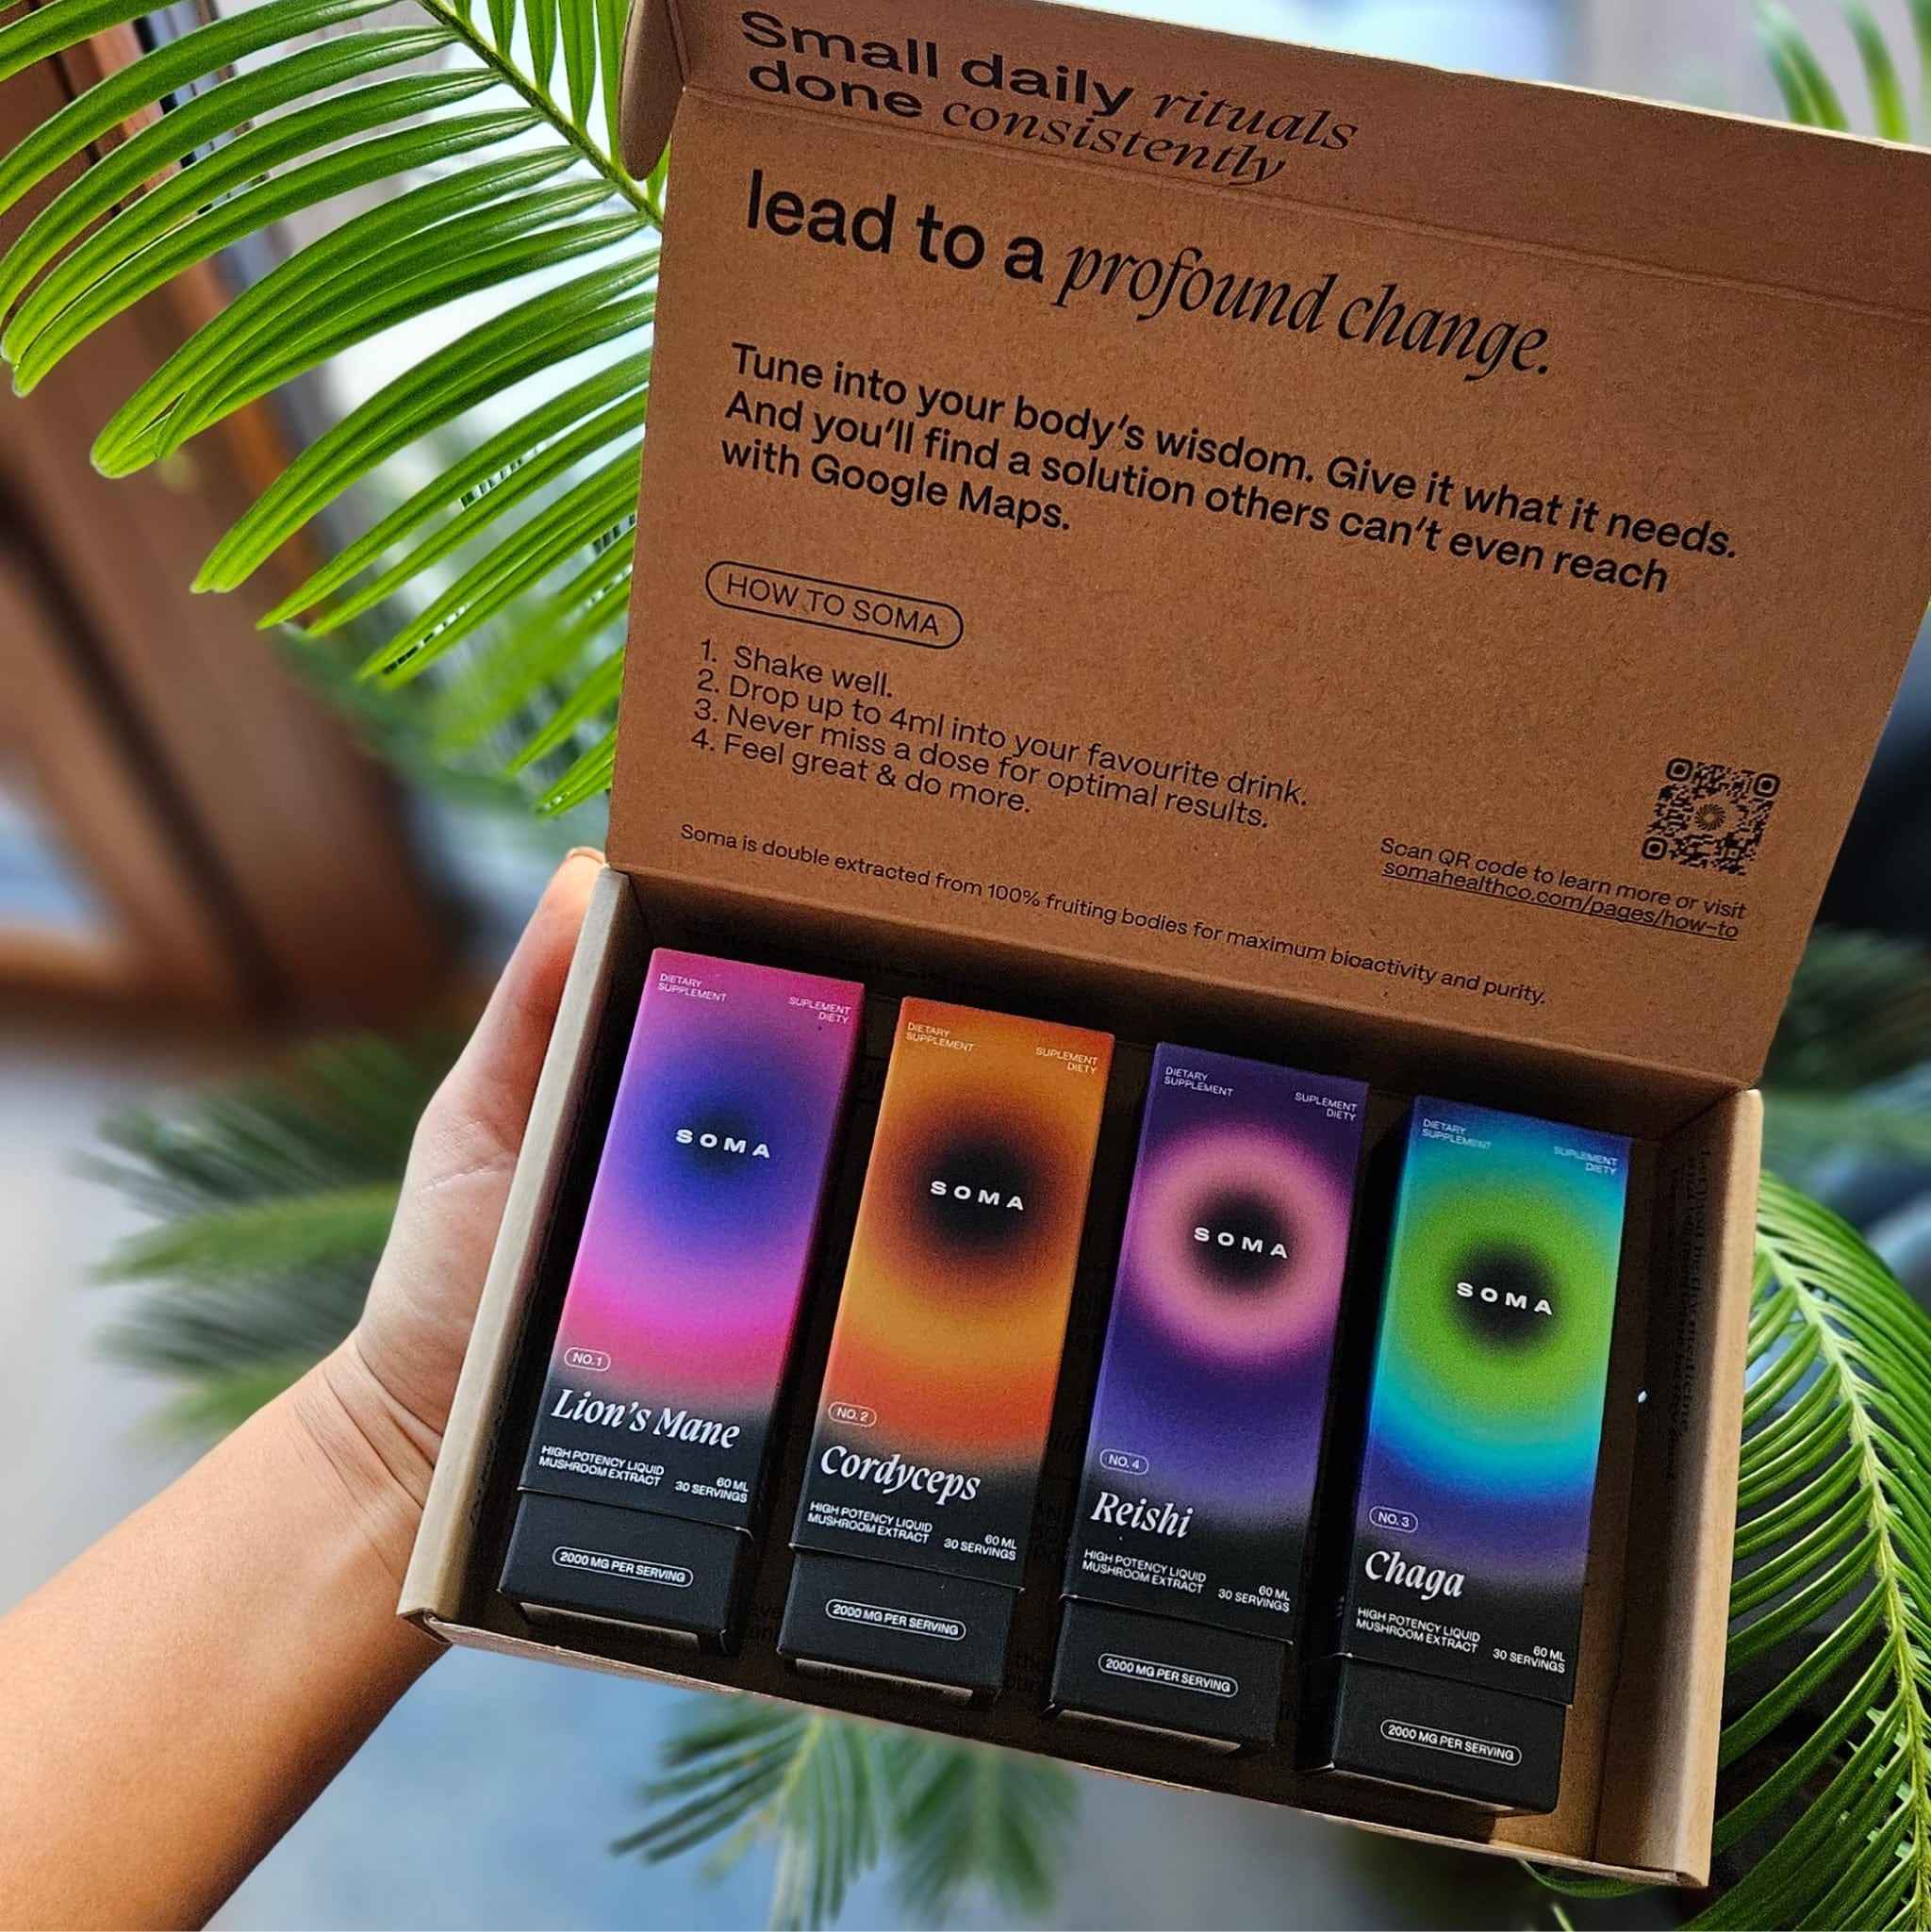 Small daily rituals
done consistently
lead to a profound change.
Tune into your body's wisdom. Give it what it needs.
And you'll find a solution others can't even reach
with Google Maps.
HOW TO SOMA
1. Shake well.
2. Drop up to 4ml into your favourite drink.
3. Never miss a dose for optimal results.
4. Feel great & do more.
Scan QR code to learn more or visit
somahealthco.com/pages/how-to
Soma is double extracted from 100% fruiting bodies for maximum bioactivity and purity.
DIETARY
SUPPLEMENT
SUPLEMENT
DIETY
SOMA
NO. 1
Lion's Mane
HIGH POTENCY LIQUID
MUSHROOM EXTRACT
60 ML
30 SERVINGS
2000 MG PER SERVING
DIETARY
SUPPLEMENT
SUPLEMENT
DIETY
SOMA
NO. 2
Cordyceps
HIGH POTENCY LIQUID
MUSHROOM EXTRACT
60 ML
30 SERVINGS
2000 MG PER SERVING
DIETARY
SUPPLEMENT
SUPLEMENT
DIETY
SOMA
NO. 4
Reishi
HIGH POTENCY LIQUID
MUSHROOM EXTRACT
60 ML
30 SERVINGS
2000 MG PER SERVING
DIETARY
SUPPLEMENT
SUPLEMENT
DIETY
SOMA
NO. 3
Chaga
HIGH POTENCY LIQUID
MUSHROOM EXTRACT
60 ML
30 SERVINGS
2000 MG PER SERVING